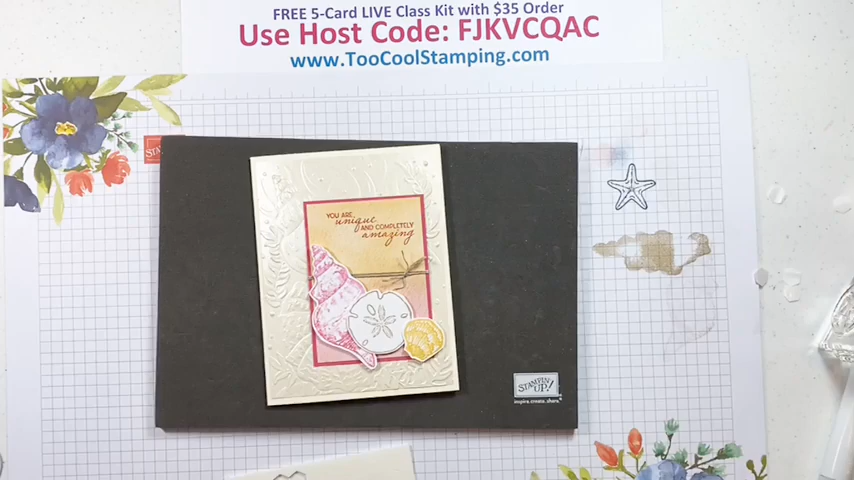 FREE 5-Card LIVE Class Kit with $35 Order
Use Host Code: FJKVCQAC
www.TooCoolStamping.com
YOU ARE,
unique
AND COMPLETELY
amazing
STAMPIN' UP!
inspire. create. share.